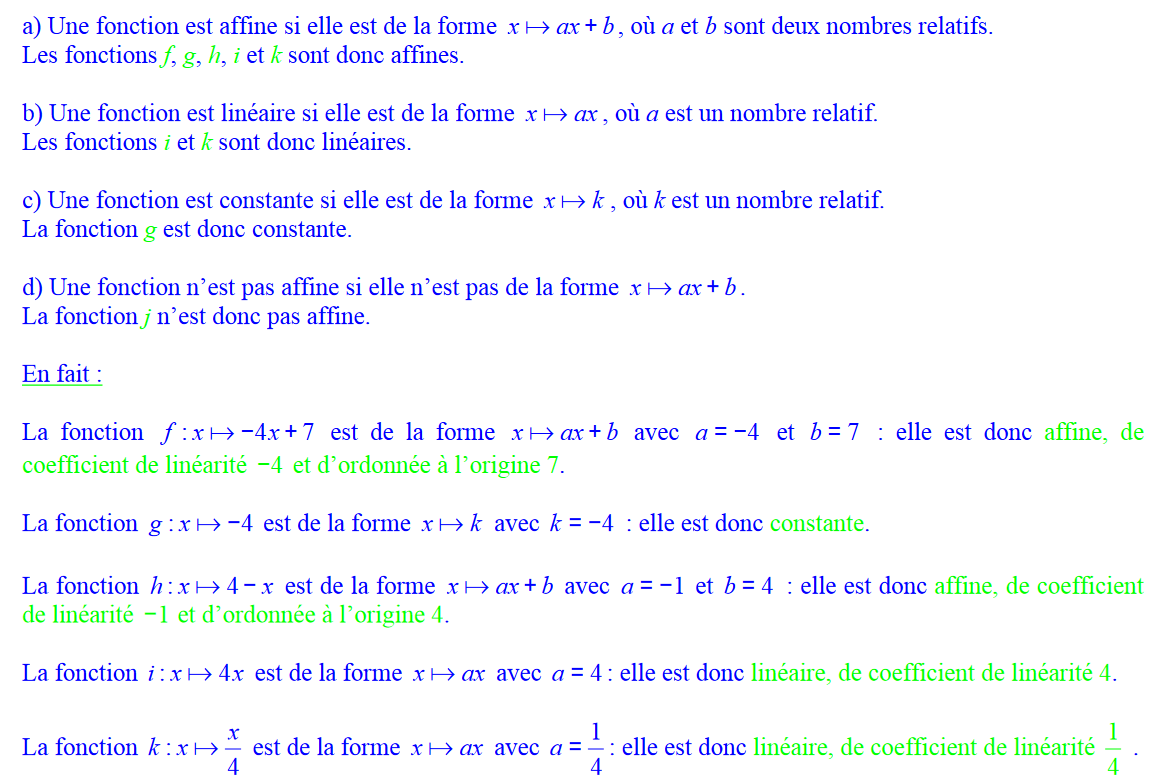 a) Une fonction est affine si elle est de la forme x ↦ ax + b, où a et b sont deux nombres relatifs.
Les fonctions f, g, h, i et k sont donc affines.
b) Une fonction est linéaire si elle est de la forme x ↦ ax, où a est un nombre relatif.
Les fonctions i et k sont donc linéaires.
c) Une fonction est constante si elle est de la forme x ↦ k, où k est un nombre relatif.
La fonction g est donc constante.
d) Une fonction n’est pas affine si elle n’est pas de la forme x ↦ ax + b.
La fonction j n’est donc pas affine.
En fait :
La fonction f : x ↦ −4x + 7 est de la forme x ↦ ax + b avec a = −4 et b = 7 : elle est donc affine, de
coefficient de linéarité −4 et d’ordonnée à l’origine 7.
La fonction g : x ↦ −4 est de la forme x ↦ k avec k = −4 : elle est donc constante.
La fonction h : x ↦ 4 − x est de la forme x ↦ ax + b avec a = −1 et b = 4 : elle est donc affine, de coefficient
de linéarité −1 et d’ordonnée à l’origine 4.
La fonction i : x ↦ 4x est de la forme x ↦ ax avec a = 4 : elle est donc linéaire, de coefficient de linéarité 4.
La fonction k : x ↦ x/4 est de la forme x ↦ ax avec a = 1/4 : elle est donc linéaire, de coefficient de linéarité 1/4 .